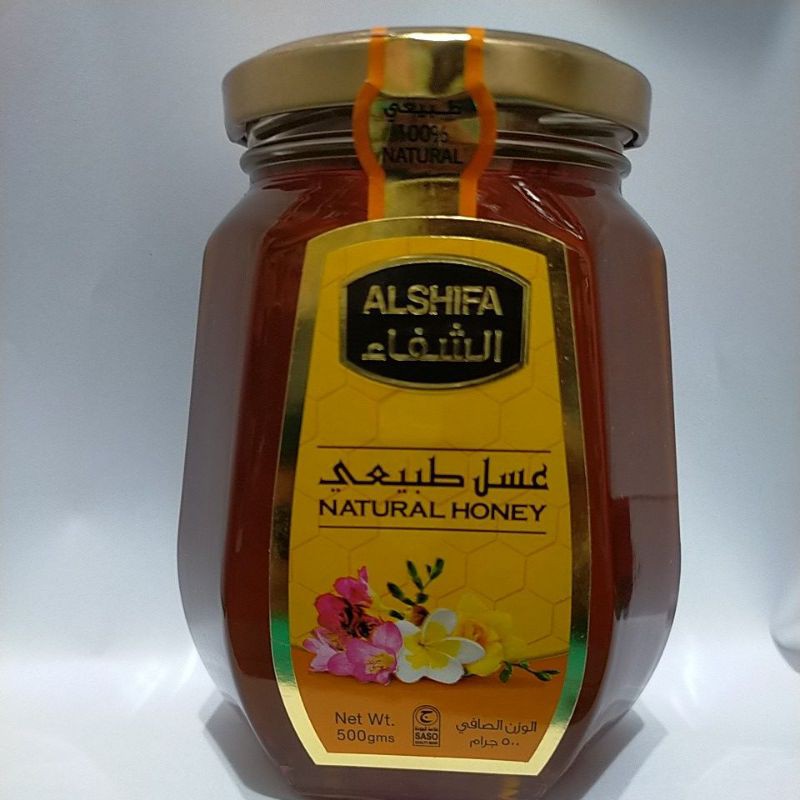 طبيعي
100%
NATURAL
ALSHIFA
الشفاء
عسل طبيعي
NATURAL HONEY
Net Wt.
500gms
SASO
الوزن الصافي
٥٠٠ جرام